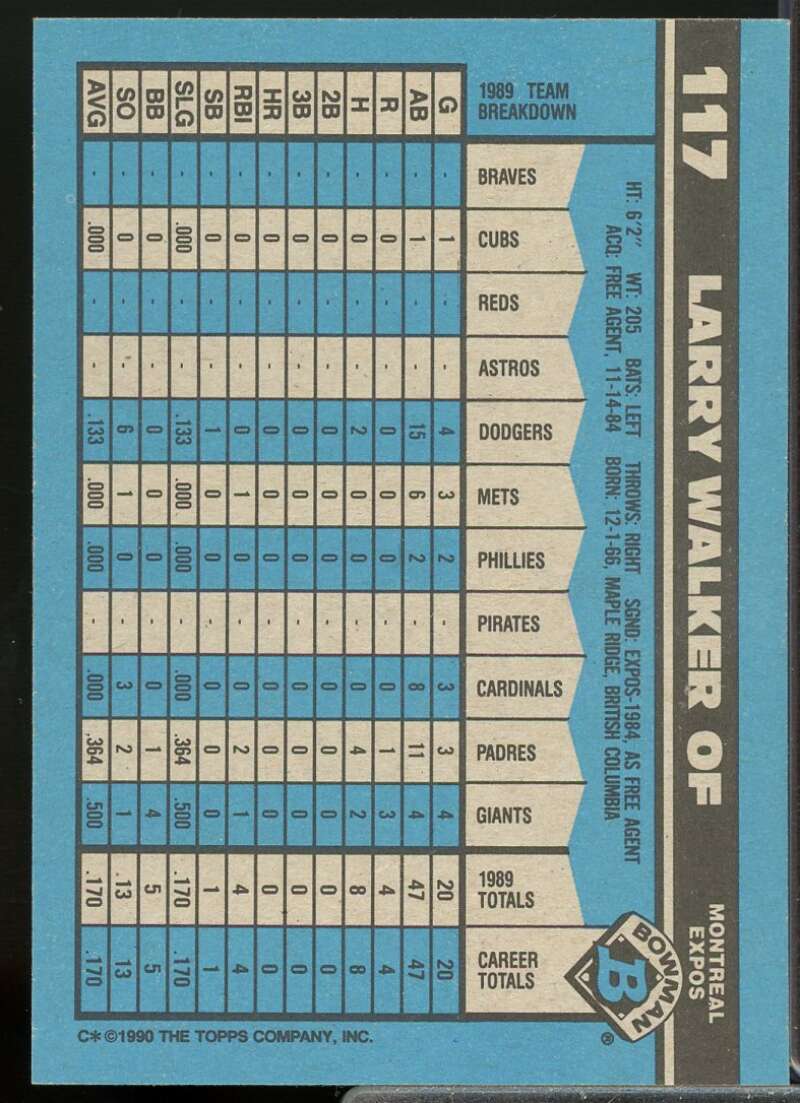 117 LARRY WALKER OF MONTREAL
EXPOS
HT: 6'2" WT: 205 BATS: LEFT THROWS: RIGHT SGND: EXPOS-1984, AS FREE AGENT
ACQ: FREE AGENT, 11-14-84 BORN: 12-1-66, MAPLE RIDGE, BRITISH COLUMBIA
BOWMAN
B
®
1989 TEAM
BREAKDOWN G AB R H 2B 3B HR RBI SB SLG BB SO AVG
BRAVES - - - - - - - - - - - - -
CUBS 1 1 0 0 0 0 0 0 0 .000 0 0 .000
REDS - - - - - - - - - - - - -
ASTROS - - - - - - - - - - - - -
DODGERS 4 15 0 2 0 0 0 0 1 .133 0 6 .133
METS 3 6 0 0 0 0 0 1 0 .000 0 1 .000
PHILLIES 2 2 0 0 0 0 0 0 0 .000 0 0 .000
PIRATES - - - - - - - - - - - - -
CARDINALS 3 8 0 0 0 0 0 0 0 .000 0 3 .000
PADRES 3 11 1 4 0 0 0 2 0 .364 1 2 .364
GIANTS 4 4 3 2 0 0 0 1 0 .500 4 1 .500
1989
TOTALS 20 47 4 8 0 0 0 4 1 .170 5 13 .170
CAREER
TOTALS 20 47 4 8 0 0 0 4 1 .170 5 13 .170
C* ©1990 THE TOPPS COMPANY, INC.